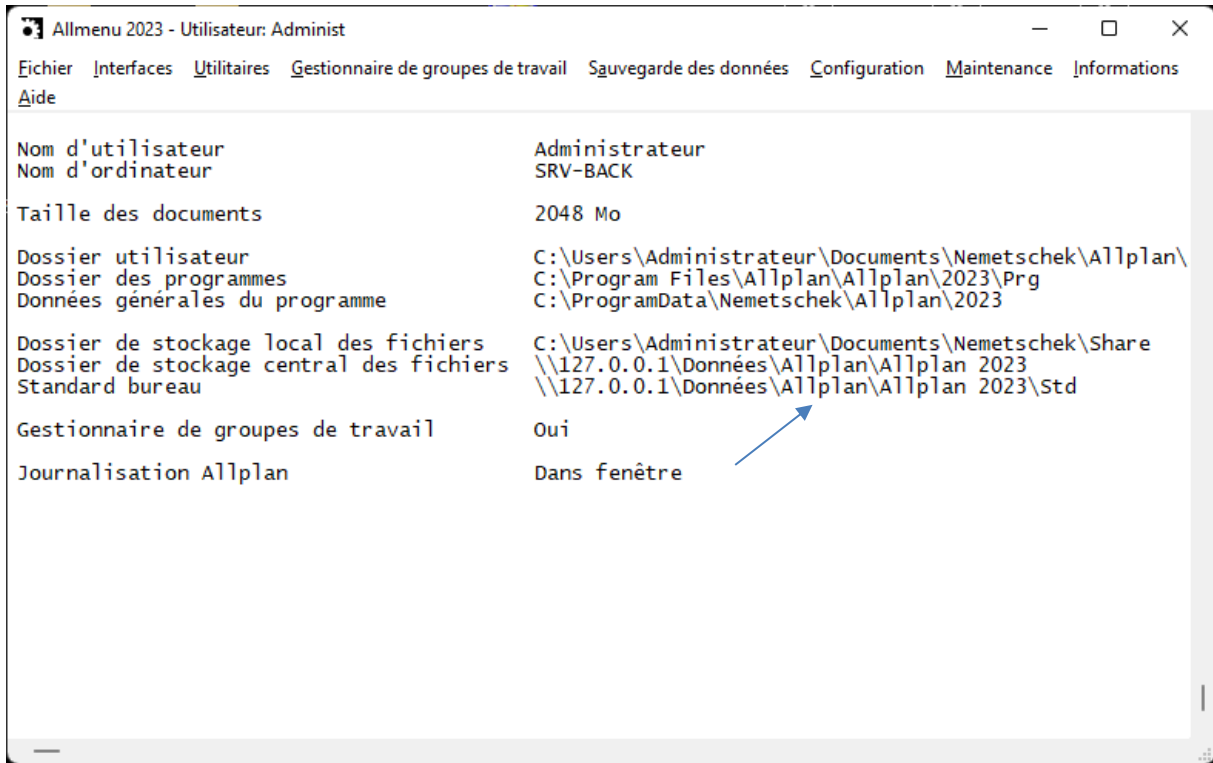 Allmenu 2023 - Utilisateur: Administ
Fichier Interfaces Utilitaires Gestionnaire de groupes de travail Sauvegarde des données Configuration Maintenance Informations
Aide
Nom d'utilisateur Administrateur
Nom d'ordinateur SRV-BACK
Taille des documents 2048 Mo
Dossier utilisateur C:\Users\Administrateur\Documents\Nemetschek\Allplan\
Dossier des programmes C:\Program Files\Allplan\Allplan\2023\Prg
Données générales du programme C:\ProgramData\Nemetschek\Allplan\2023
Dossier de stockage local des fichiers C:\Users\Administrateur\Documents\Nemetschek\Share
Dossier de stockage central des fichiers \\127.0.0.1\Données\Allplan\Allplan 2023
Standard bureau \\127.0.0.1\Données\Allplan\Allplan 2023\Std
Gestionnaire de groupes de travail Oui
Journalisation Allplan Dans fenêtre